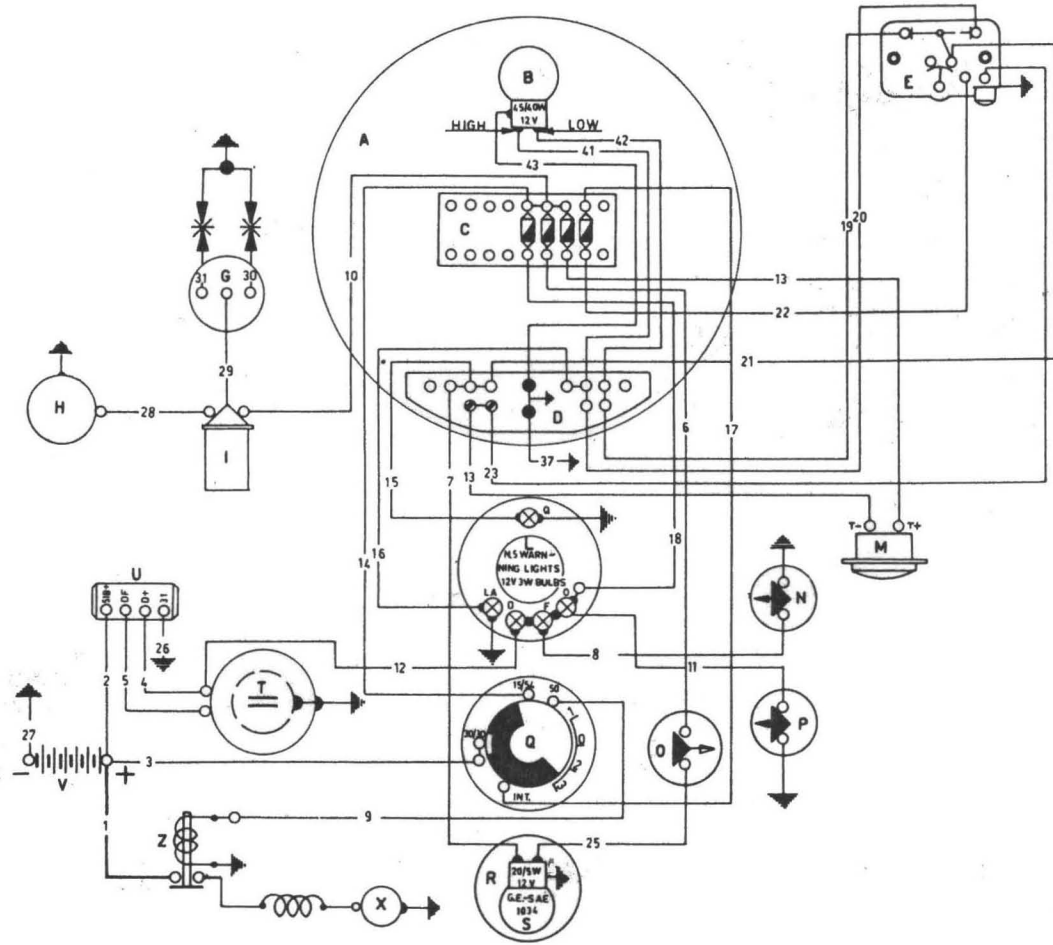 B
45/40W
12 V
HIGH
LOW
42
41
43
A
E
20
19
C
G
31
30
10
13
22
29
21
H
28
I
D
6
17
37
7
13
23
15
L
N.S WARN-
NING LIGHTS
12V 3W BULBS
Q
T-
T+
M
18
16
14
LA
D
F
O
N
U
51B+
DF
D+
31
26
8
12
11
2
5
4
T
15/54
50
P
27
V
- +
3
30/30
Q
O
INT.
9
1
Z
25
R
20/5W
12 V
G.E.-SAE
1034
S
X